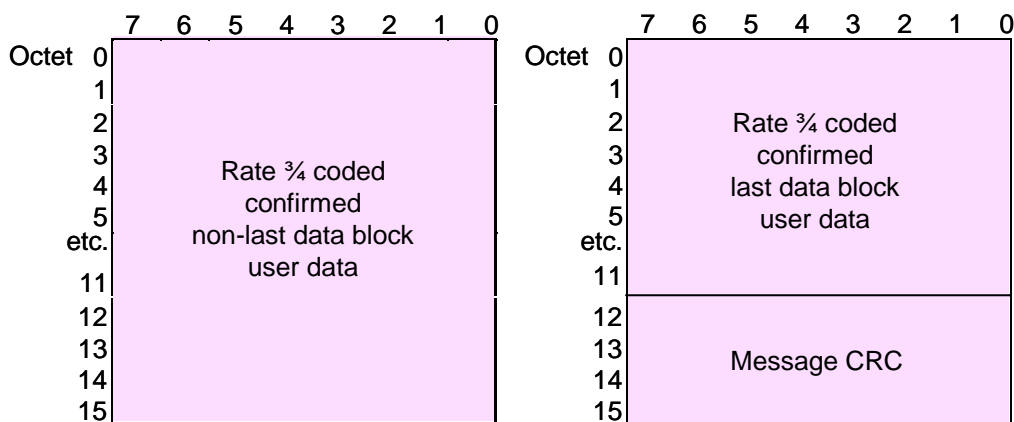 7 6 5 4 3 2 1 0
Octet 0
1
2
3
4
5
etc.
11
12
13
14
15
Rate ¾ coded
confirmed
non-last data block
user data
7 6 5 4 3 2 1 0
Octet 0
1
2
3
4
5
etc.
11
12
13
14
15
Rate ¾ coded
confirmed
last data block
user data
Message CRC